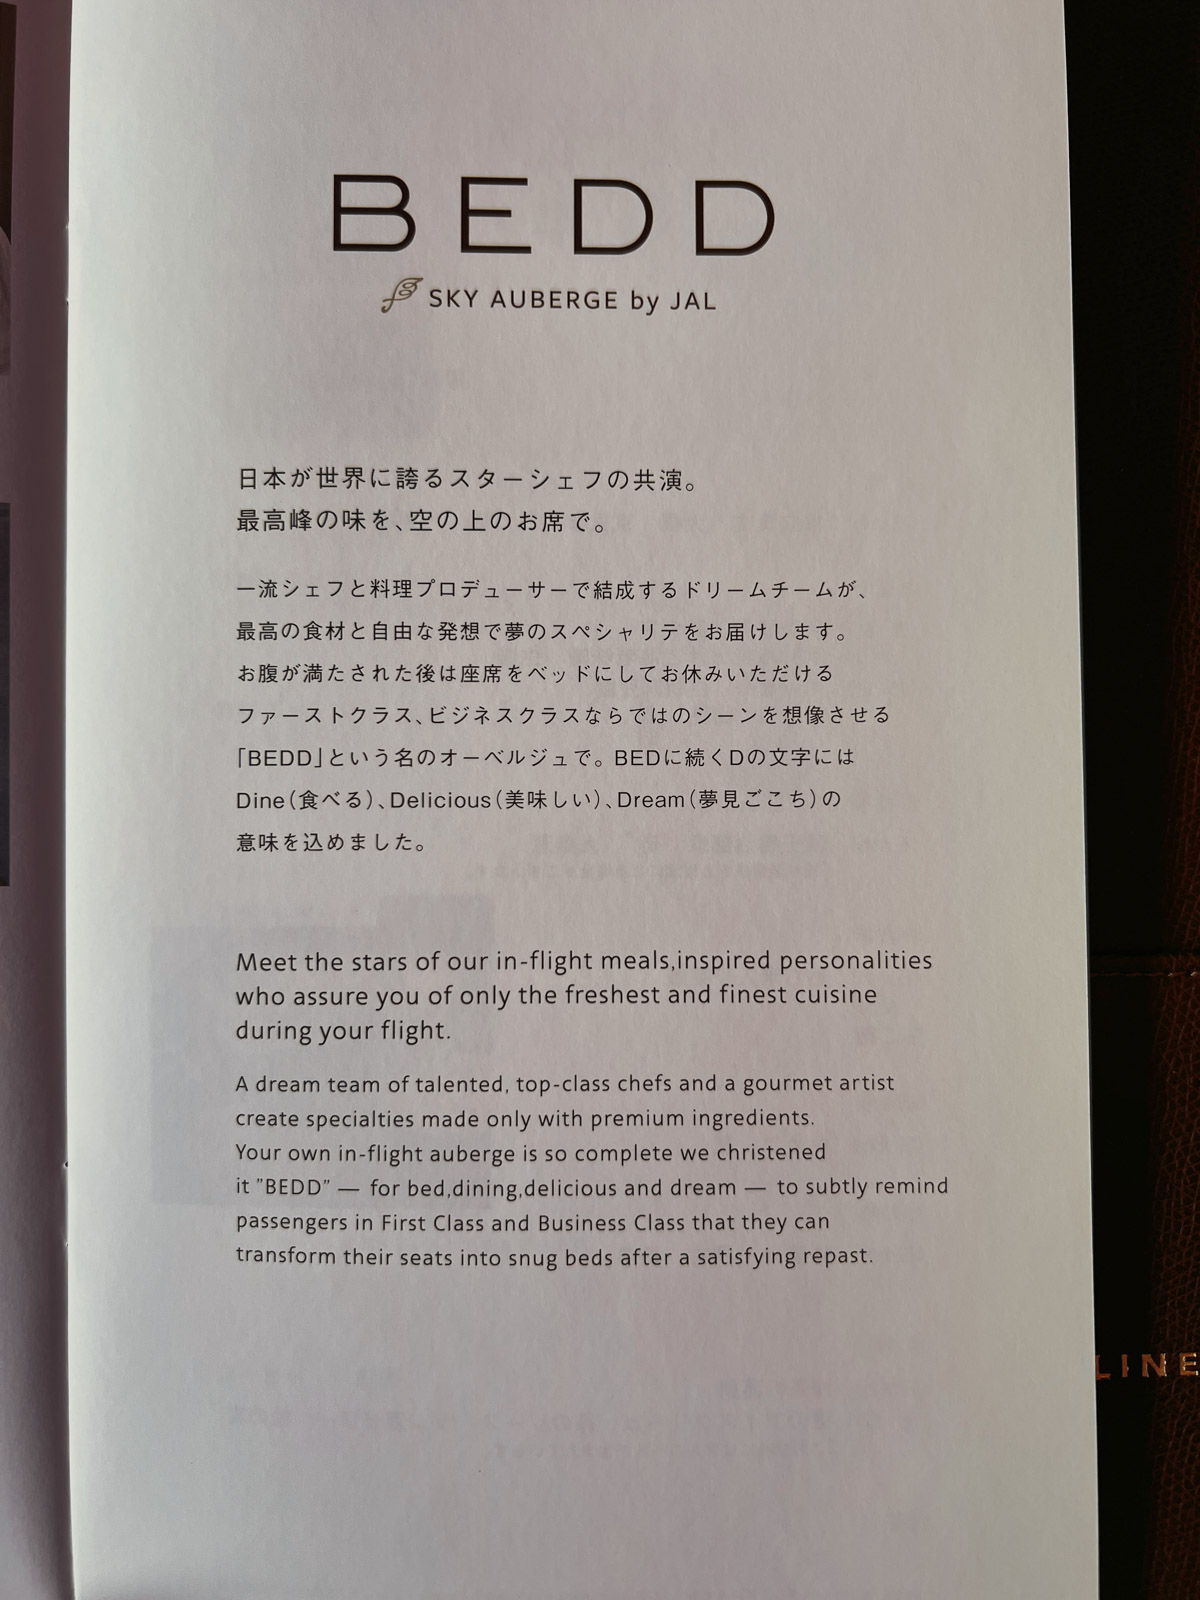 BEDD
SKY AUBERGE by JAL
日本が世界に誇るスターシェフの共演。
最高峰の味を、空の上のお席で。
一流シェフと料理プロデューサーで結成するドリームチームが、
最高の食材と自由な発想で夢のスペシャリテをお届けします。
お腹が満たされた後は座席をベッドにしてお休みいただける
ファーストクラス、ビジネスクラスならではのシーンを想像させる
「BEDD」という名のオーベルジュで。BEDに続くDの文字には
Dine（食べる）、Delicious（美味しい）、Dream（夢見ごこち）の
意味を込めました。
Meet the stars of our in-flight meals,inspired personalities
who assure you of only the freshest and finest cuisine
during your flight.
A dream team of talented, top-class chefs and a gourmet artist
create specialties made only with premium ingredients.
Your own in-flight auberge is so complete we christened
it "BEDD" — for bed,dining,delicious and dream — to subtly remind
passengers in First Class and Business Class that they can
transform their seats into snug beds after a satisfying repast.
LINE